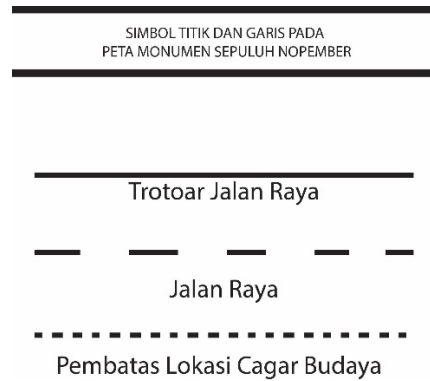 SIMBOL TITIK DAN GARIS PADA
PETA MONUMEN SEPULUH NOPEMBER
Trotoar Jalan Raya
Jalan Raya
Pembatas Lokasi Cagar Budaya